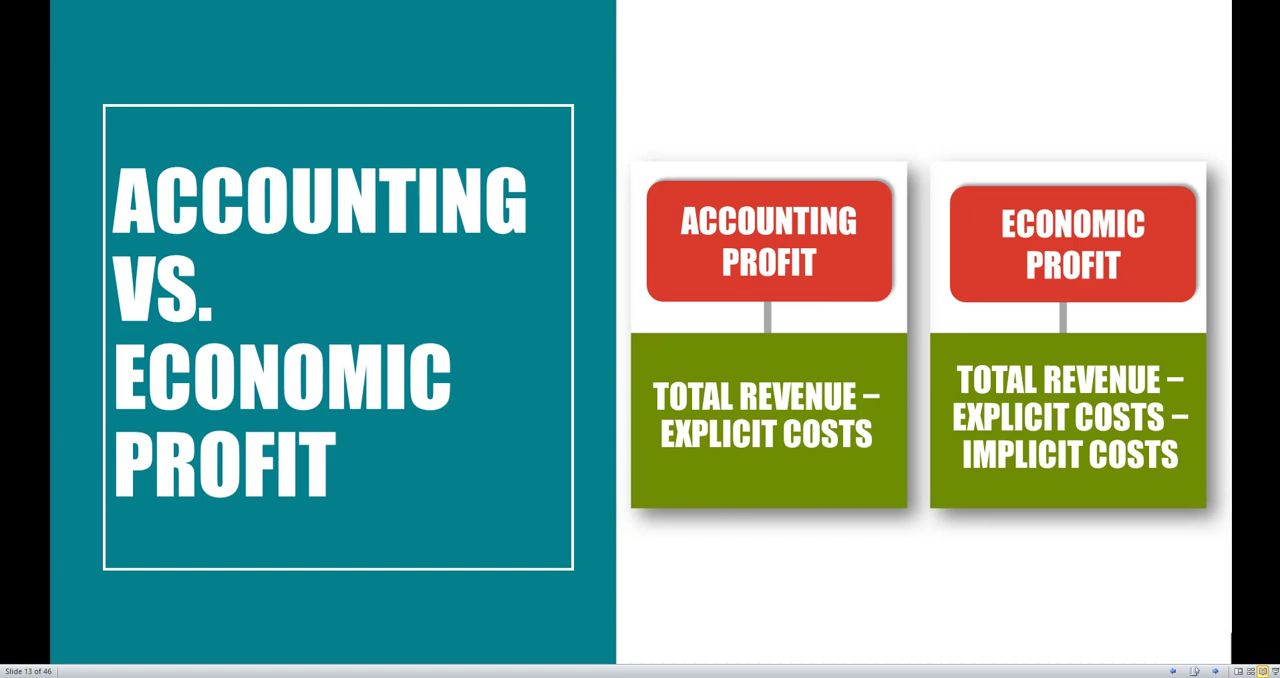 ACCOUNTING
VS.
ECONOMIC
PROFIT
ACCOUNTING
PROFIT
TOTAL REVENUE –
EXPLICIT COSTS
ECONOMIC
PROFIT
TOTAL REVENUE –
EXPLICIT COSTS –
IMPLICIT COSTS
Slide 13 of 46